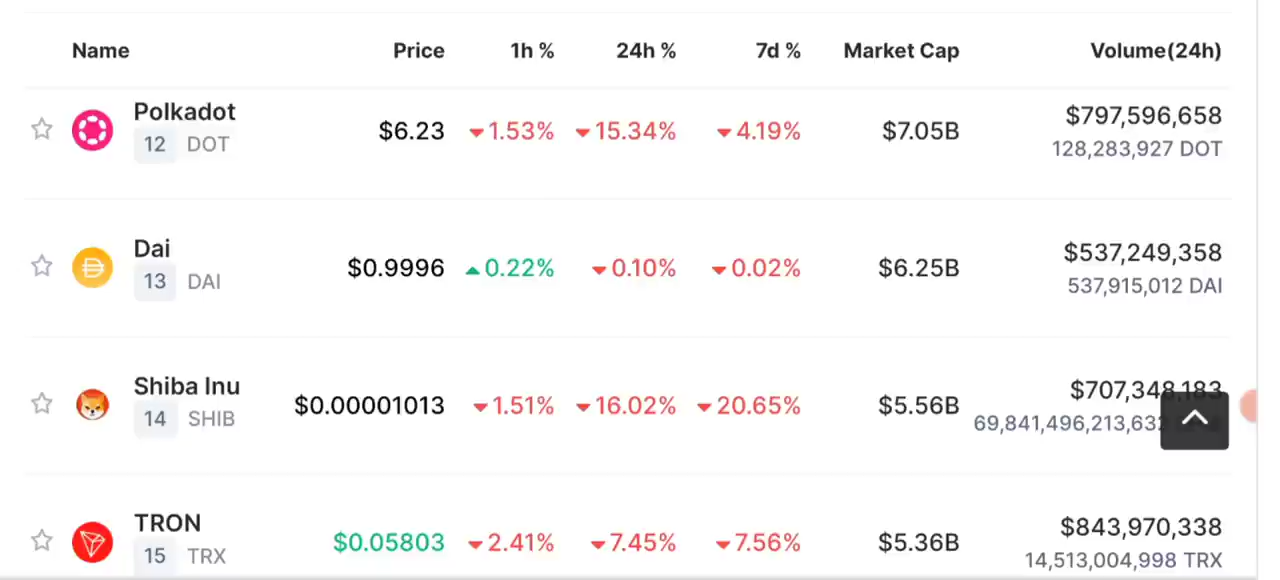 Name Price 1h % 24h % 7d % Market Cap Volume(24h)
Polkadot
12 DOT
$6.23 1.53% 15.34% 4.19% $7.05B
$797,596,658
128,283,927 DOT
Dai
13 DAI
$0.9996 0.22% 0.10% 0.02% $6.25B
$537,249,358
537,915,012 DAI
Shiba Inu
14 SHIB
$0.00001013 1.51% 16.02% 20.65% $5.56B
$707,348,183
TRON
15 TRX
$0.05803 2.41% 7.45% 7.56% $5.36B
$843,970,338
14,513,004,998 TRX